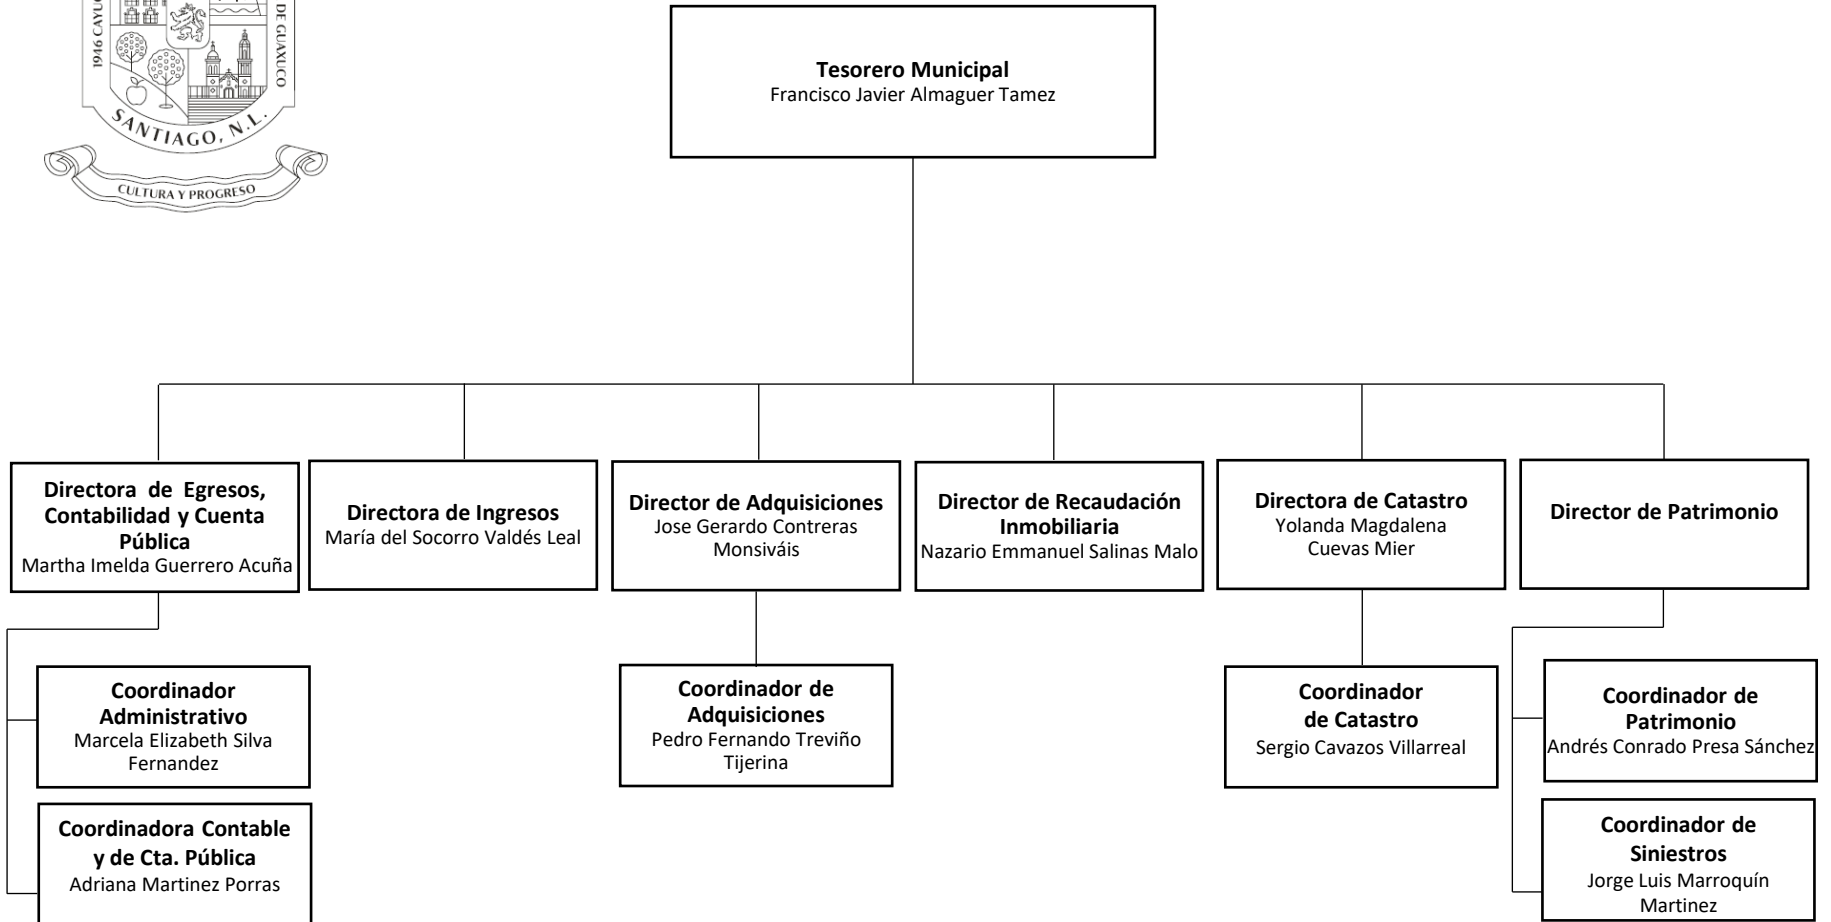 1946 CAYUC
DE GUAXUCO
SANTIAGO, N.L.
CULTURA Y PROGRESO
Tesorero Municipal
Francisco Javier Almaguer Tamez
Directora de Egresos,
Contabilidad y Cuenta
Pública
Martha Imelda Guerrero Acuña
Directora de Ingresos
María del Socorro Valdés Leal
Director de Adquisiciones
Jose Gerardo Contreras
Monsiváis
Director de Recaudación
Inmobiliaria
Nazario Emmanuel Salinas Malo
Directora de Catastro
Yolanda Magdalena
Cuevas Mier
Director de Patrimonio
Coordinador
Administrativo
Marcela Elizabeth Silva
Fernandez
Coordinador de
Adquisiciones
Pedro Fernando Treviño
Tijerina
Coordinador
de Catastro
Sergio Cavazos Villarreal
Coordinador de
Patrimonio
Andrés Conrado Presa Sánchez
Coordinadora Contable
y de Cta. Pública
Adriana Martinez Porras
Coordinador de
Siniestros
Jorge Luis Marroquín
Martinez